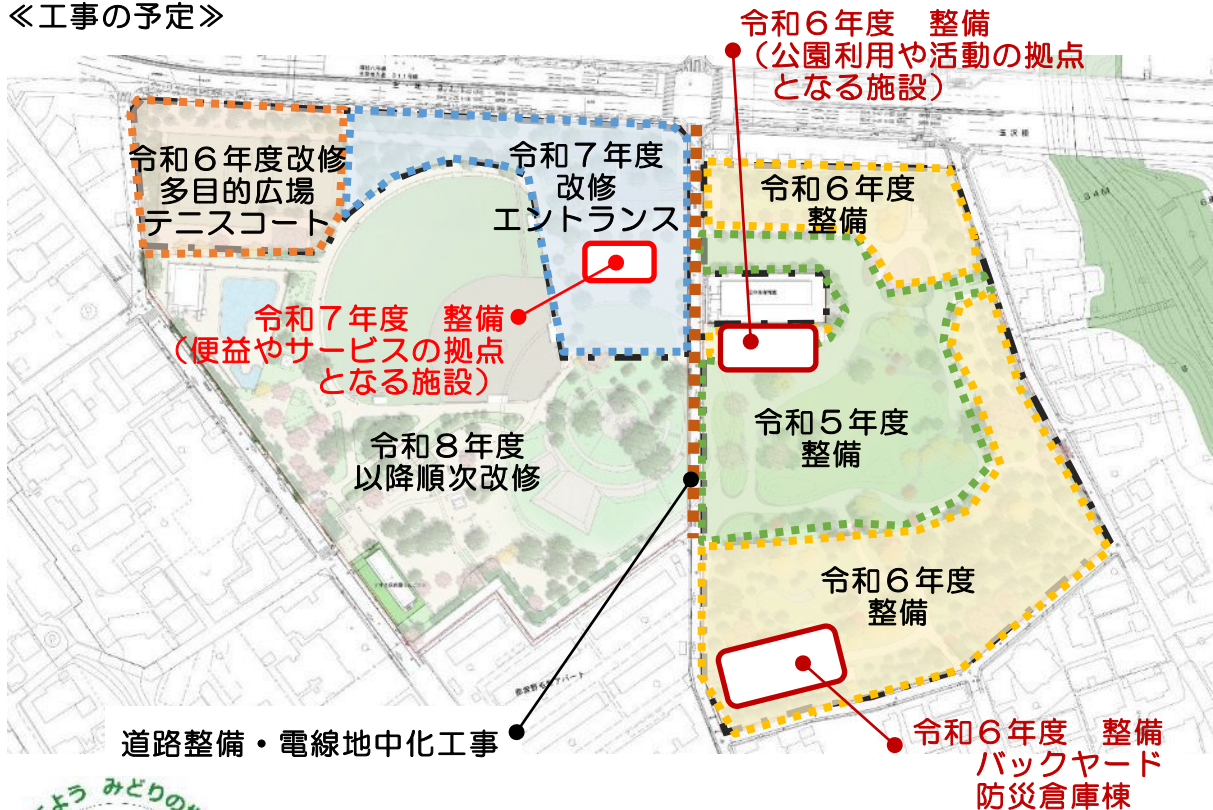 ≪工事の予定≫
令和６年度　整備
（公園利用や活動の拠点
となる施設）
令和６年度改修
多目的広場
テニスコート
令和７年度
改修
エントランス
令和６年度
整備
令和７年度　整備
（便益やサービスの拠点
となる施設）
令和８年度
以降順次改修
令和５年度
整備
令和６年度
整備
道路整備・電線地中化工事
令和６年度　整備
バックヤード
防災倉庫棟